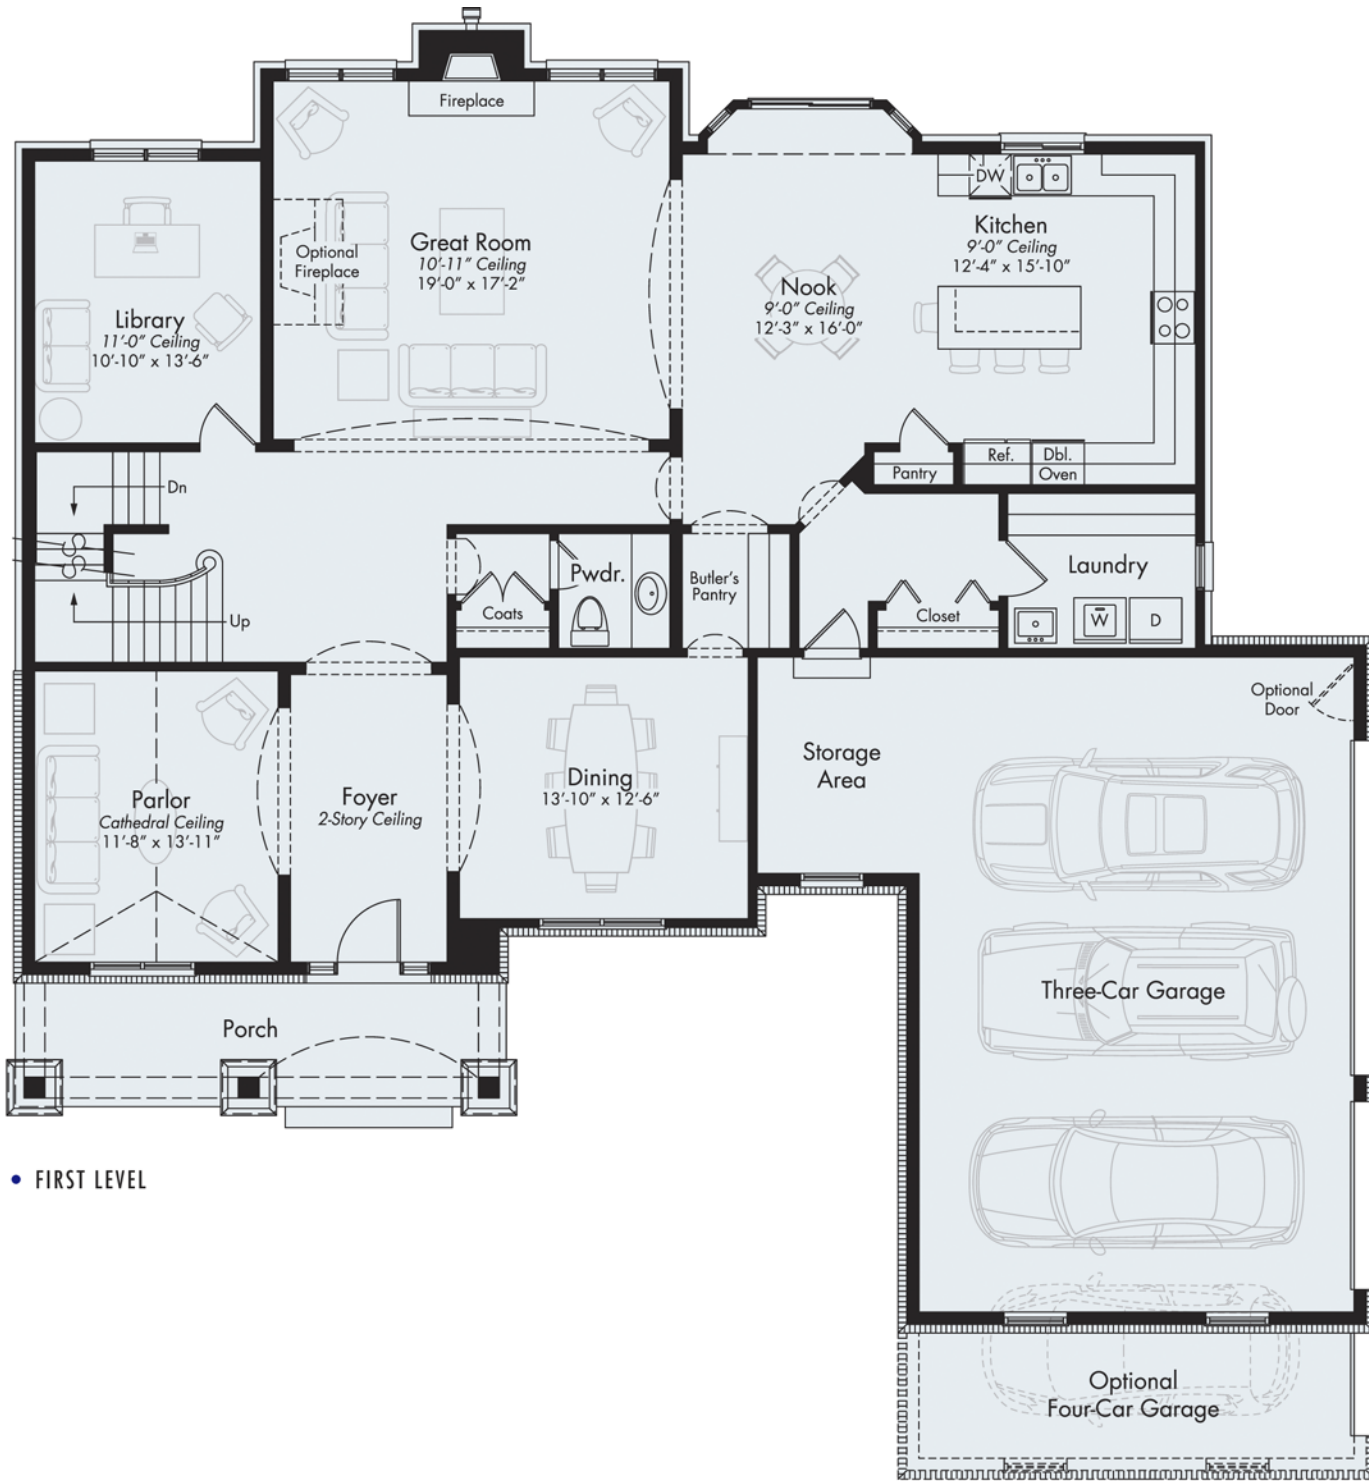 Fireplace
DW
Kitchen
9'-0" Ceiling
12'-4" x 15'-10"
Great Room
10'-11" Ceiling
19'-0" x 17'-2"
Optional
Fireplace
Nook
9'-0" Ceiling
12'-3" x 16'-0"
Library
11'-0" Ceiling
10'-10" x 13'-6"
Ref.
Dbl.
Oven
Pantry
Dn
Up
Pwdr.
Coats
Butler's
Pantry
Laundry
Closet
W
D
Optional
Door
Storage
Area
Parlor
Cathedral Ceiling
11'-8" x 13'-11"
Foyer
2-Story Ceiling
Dining
13'-10" x 12'-6"
Three-Car Garage
Porch
• FIRST LEVEL
Optional
Four-Car Garage